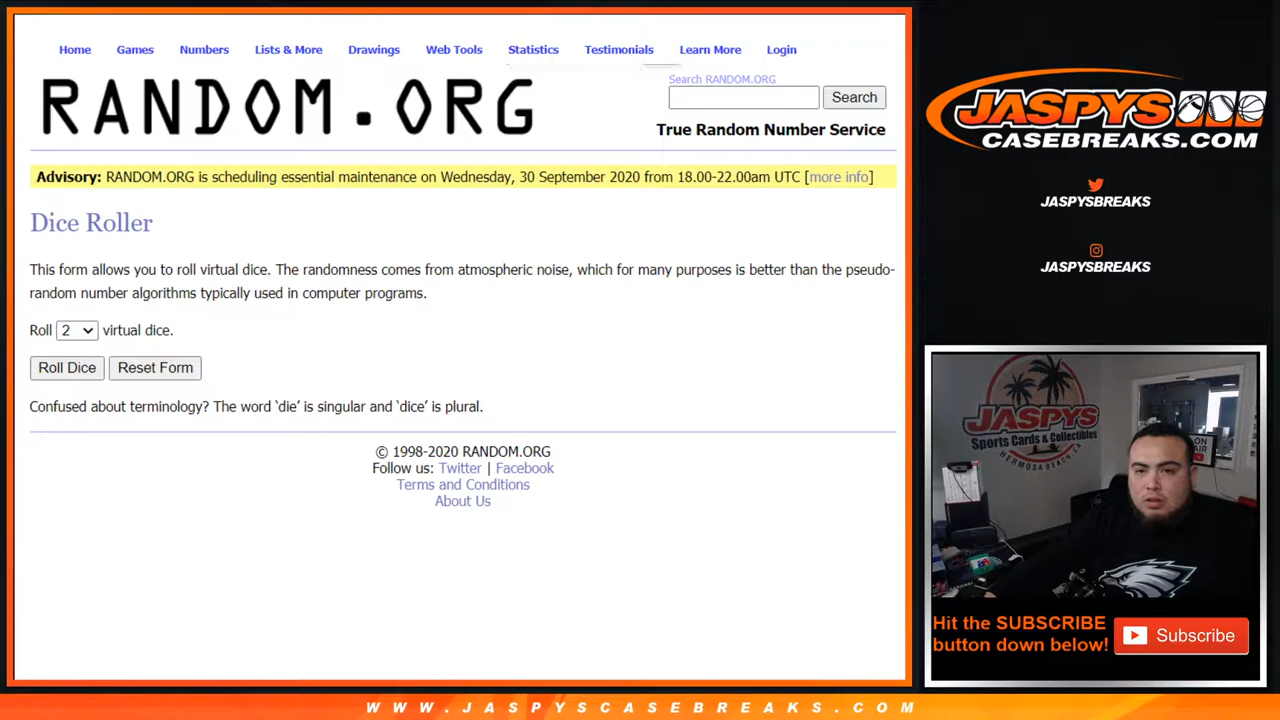 Home Games Numbers Lists & More Drawings Web Tools Statistics Testimonials Learn More Login
RANDOM.ORG
Search RANDOM.ORG
Search
True Random Number Service
Advisory: RANDOM.ORG is scheduling essential maintenance on Wednesday, 30 September 2020 from 18.00-22.00am UTC [more info]
Dice Roller
This form allows you to roll virtual dice. The randomness comes from atmospheric noise, which for many purposes is better than the pseudo-
random number algorithms typically used in computer programs.
Roll 2 virtual dice.
Roll Dice Reset Form
Confused about terminology? The word ‘die’ is singular and ‘dice’ is plural.
© 1998-2020 RANDOM.ORG
Follow us: Twitter | Facebook
Terms and Conditions
About Us
JASPYS
CASEBREAKS.COM
JASPYSBREAKS
JASPYSBREAKS
JASPYS
Sports Cards & Collectibles
HERMOSA BEACH, CA
ON
AIR
Hit the SUBSCRIBE
button down below!
Subscribe
WWW.JASPYSCASEBREAKS.COM